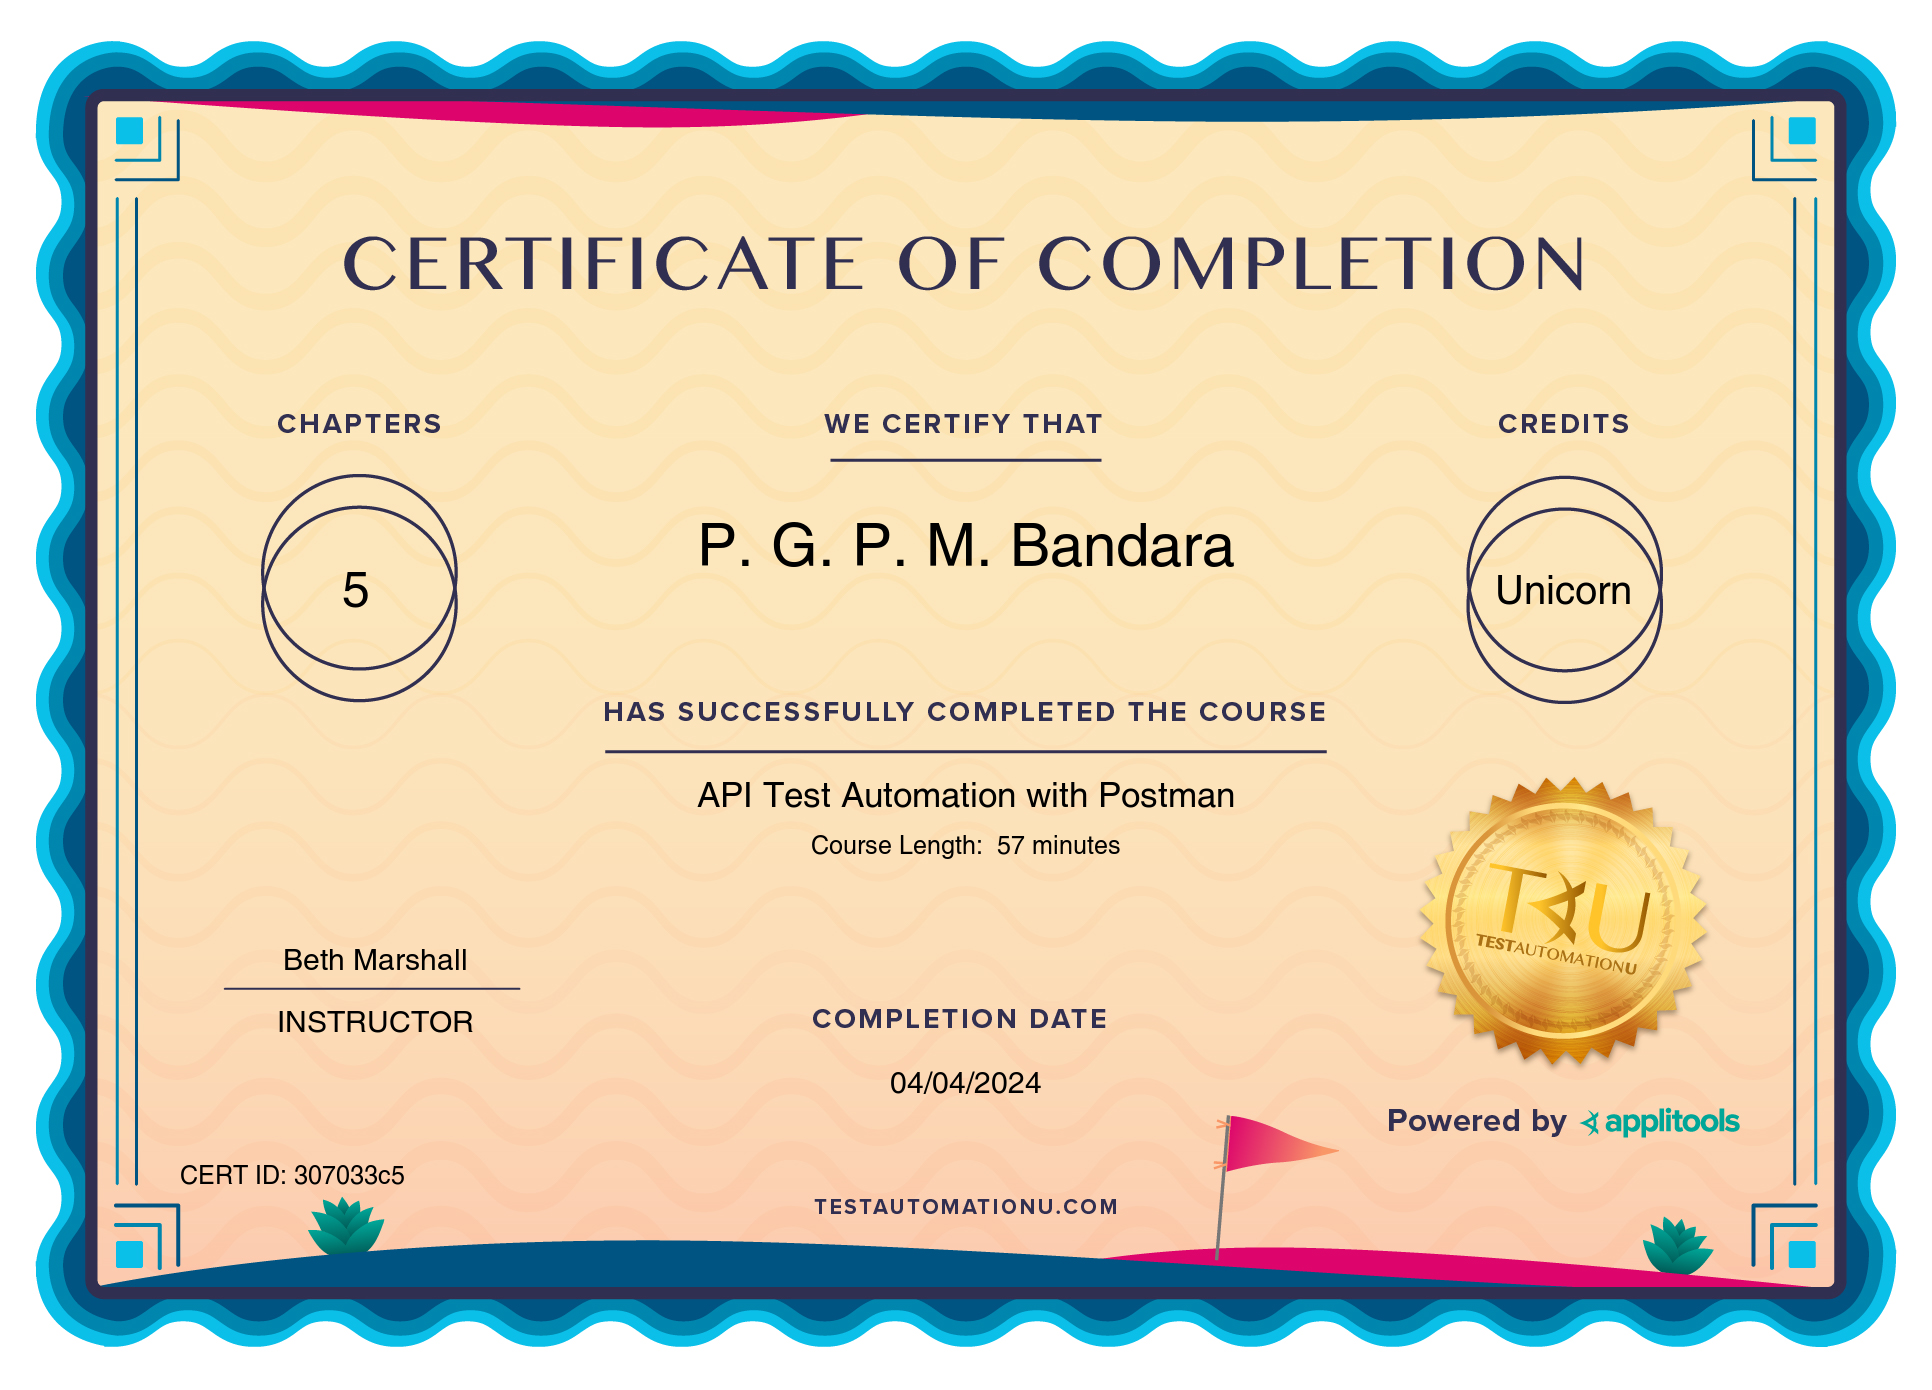 CERTIFICATE OF COMPLETION
CHAPTERS
5
WE CERTIFY THAT
P. G. P. M. Bandara
CREDITS
Unicorn
HAS SUCCESSFULLY COMPLETED THE COURSE
API Test Automation with Postman
Course Length:  57 minutes
Beth Marshall
INSTRUCTOR
COMPLETION DATE
04/04/2024
TAU
TESTAUTOMATIONU
Powered by applitools
CERT ID: 307033c5
TESTAUTOMATIONU.COM